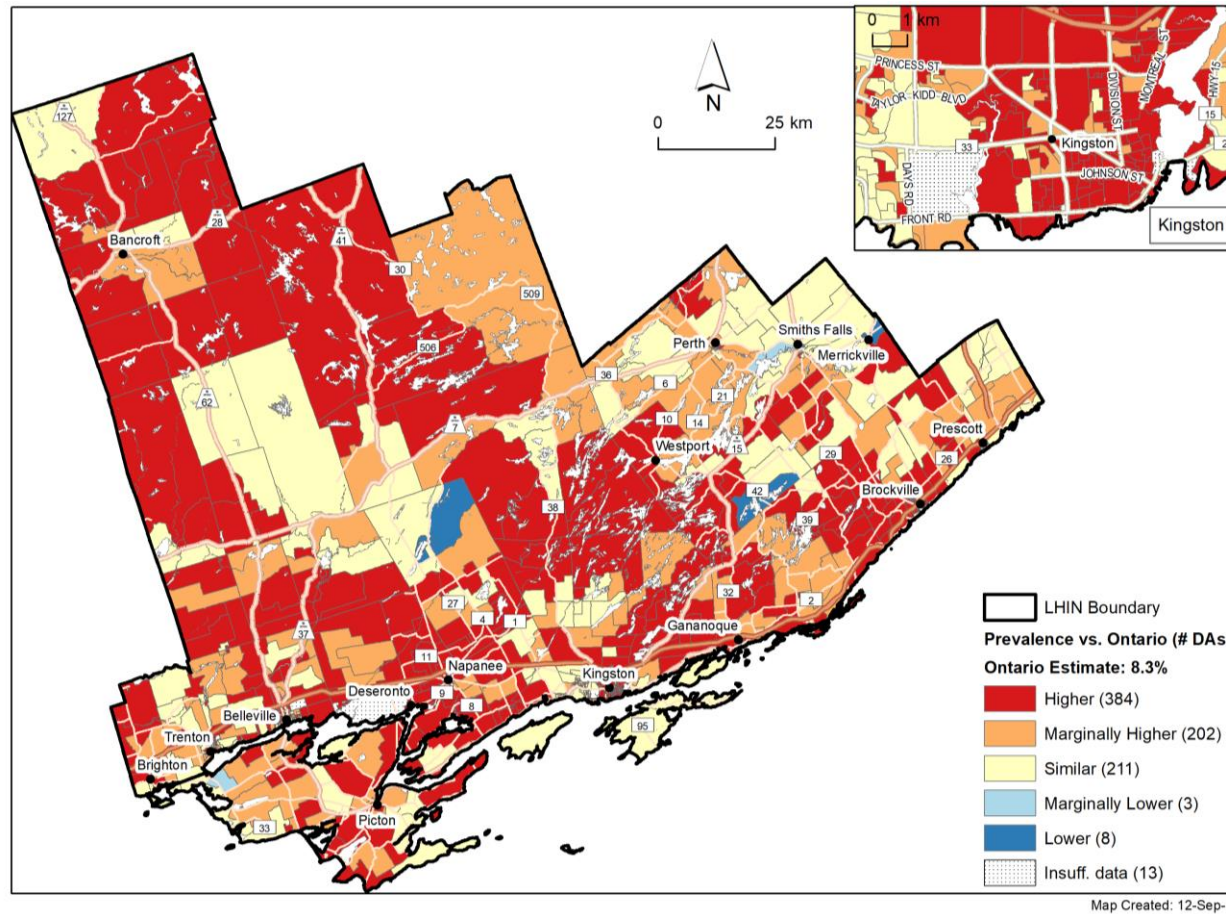 127
28
Bancroft
41
30
509
506
62
36
7
Perth
Smiths Falls
Merrickville
6
21
10
14
Westport
15
29
Prescott
26
Brockville
42
38
39
27
4
1
32
2
37
11
Gananoque
Napanee
Kingston
Deseronto
9
8
Belleville
95
Trenton
Brighton
Picton
33
N
0 25 km
0 1 km
PRINCESS ST
TAYLOR KIDD BLVD
DIVISION ST
MONTREAL ST
HWY 15
15
33
Kingston
2
DAYS RD
JOHNSON ST
FRONT RD
Kingston
LHIN Boundary
Prevalence vs. Ontario (# DAs
Ontario Estimate: 8.3%
Higher (384)
Marginally Higher (202)
Similar (211)
Marginally Lower (3)
Lower (8)
Insuff. data (13)
Map Created: 12-Sep-